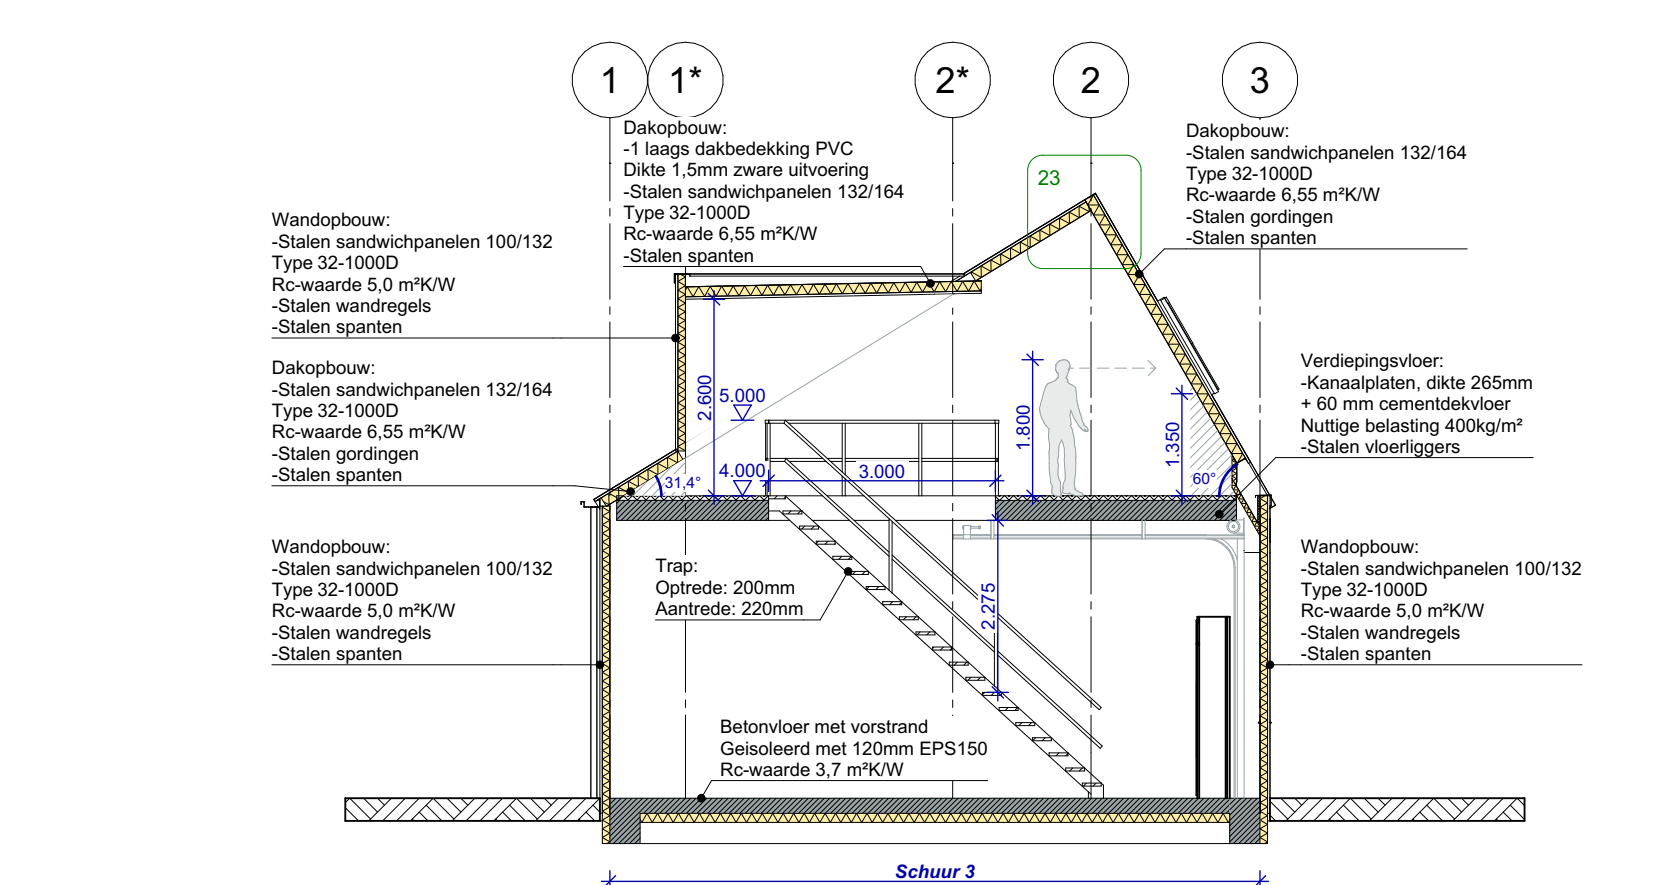 1
1*
2*
2
3
Dakopbouw:
-1 laags dakbedekking PVC
Dikte 1,5mm zware uitvoering
-Stalen sandwichpanelen 132/164
Type 32-1000D
Rc-waarde 6,55 m²K/W
-Stalen spanten
Dakopbouw:
-Stalen sandwichpanelen 132/164
Type 32-1000D
Rc-waarde 6,55 m²K/W
-Stalen gordingen
-Stalen spanten
23
Wandopbouw:
-Stalen sandwichpanelen 100/132
Type 32-1000D
Rc-waarde 5,0 m²K/W
-Stalen wandregels
-Stalen spanten
Dakopbouw:
-Stalen sandwichpanelen 132/164
Type 32-1000D
Rc-waarde 6,55 m²K/W
-Stalen gordingen
-Stalen spanten
Verdiepingsvloer:
-Kanaalplaten, dikte 265mm
+ 60 mm cementdekvloer
Nuttige belasting 400kg/m²
-Stalen vloerliggers
2.600
5.000
4.000
3.000
1.800
1.350
31,4°
60°
2.275
Wandopbouw:
-Stalen sandwichpanelen 100/132
Type 32-1000D
Rc-waarde 5,0 m²K/W
-Stalen wandregels
-Stalen spanten
Trap:
Optrede: 200mm
Aantrede: 220mm
Wandopbouw:
-Stalen sandwichpanelen 100/132
Type 32-1000D
Rc-waarde 5,0 m²K/W
-Stalen wandregels
-Stalen spanten
Betonvloer met vorstrand
Geisoleerd met 120mm EPS150
Rc-waarde 3,7 m²K/W
Schuur 3